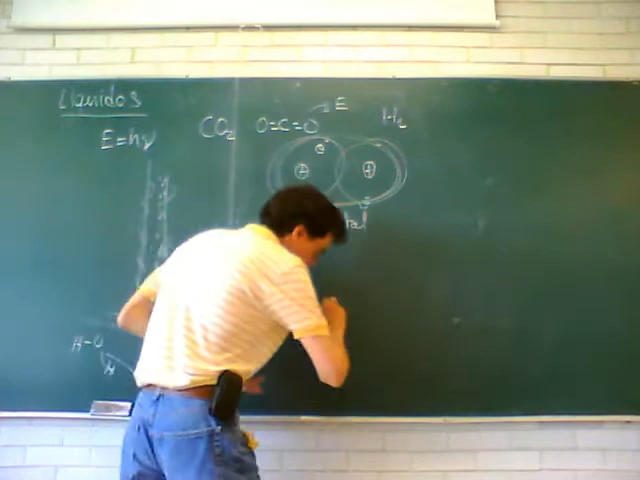 Líquidos
E=hν
CO₂ O=C=O
E
H₂
e⁻
+
+
e⁻
H-O
H